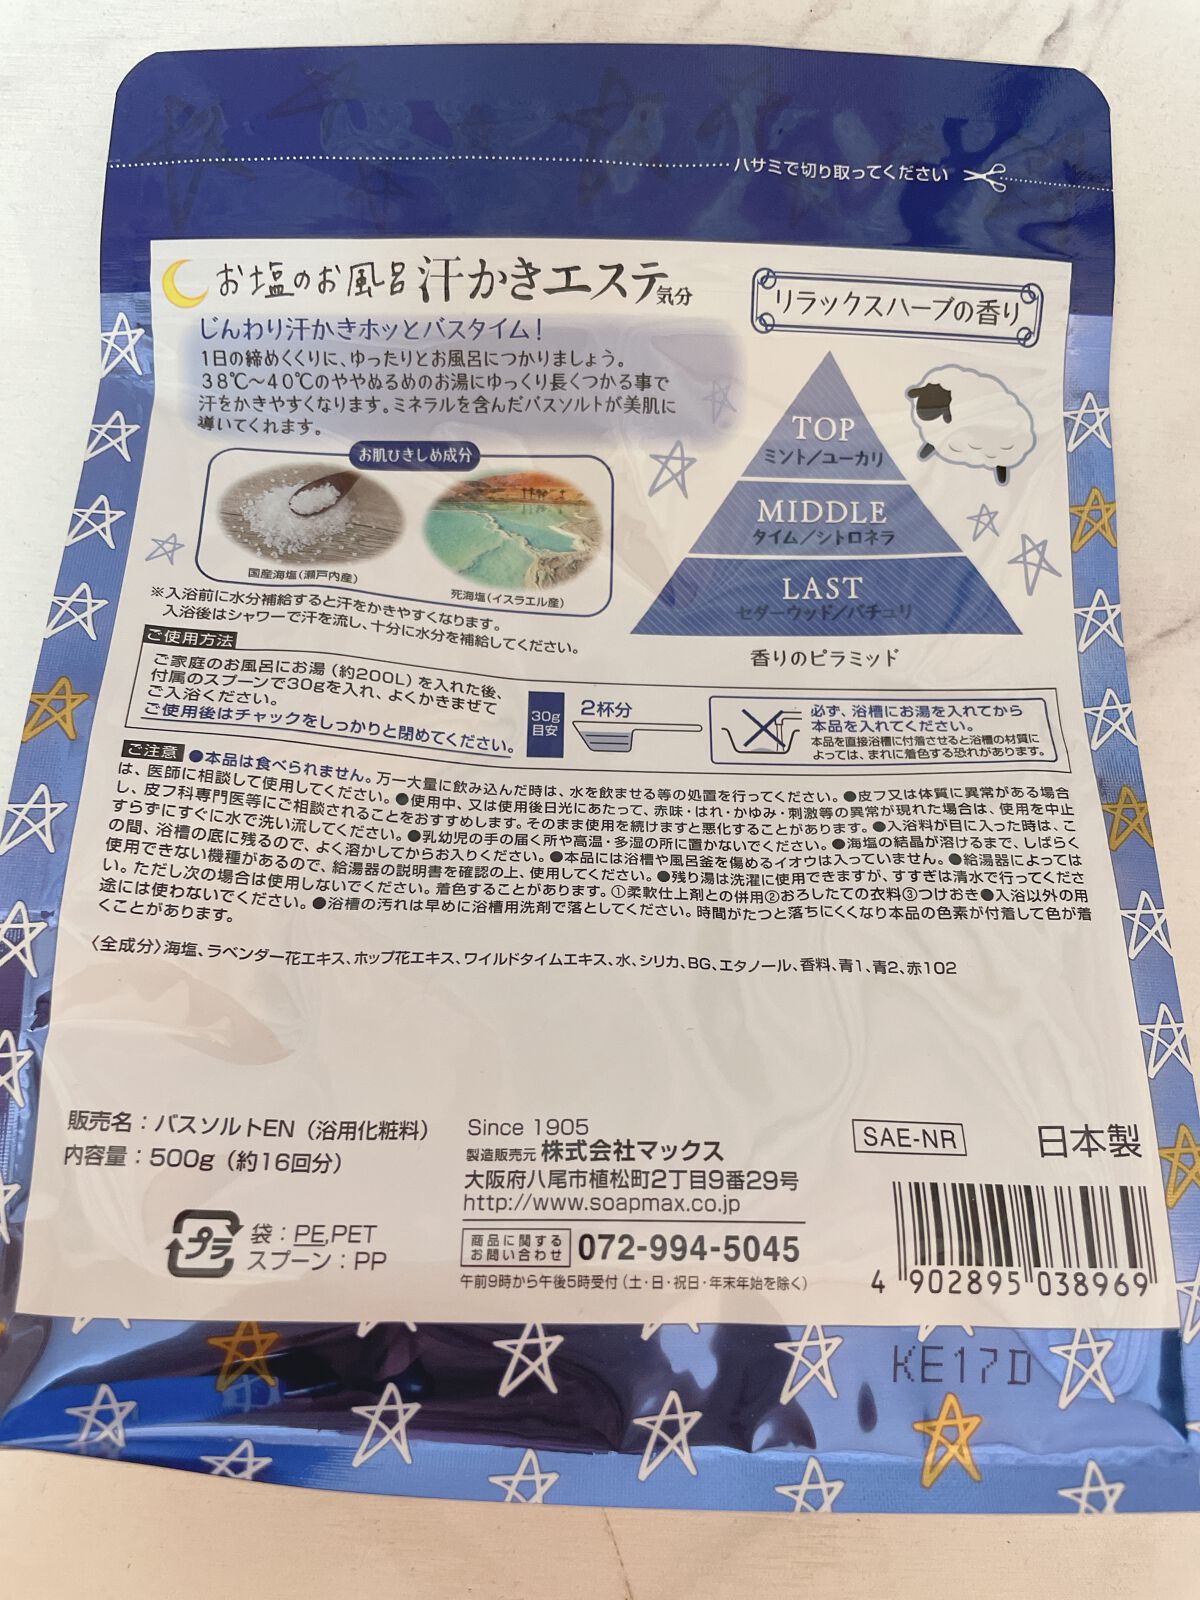 ハサミで切り取ってください
お塩のお風呂 汗かきエステ気分
リラックスハーブの香り
じんわり汗かきホッとバスタイム!
1日の締めくくりに、ゆったりとお風呂につかりましょう。
38℃～40℃のややぬるめのお湯にゆっくり長くつかる事で
汗をかきやすくなります。ミネラルを含んだバスソルトが美肌に
導いてくれます。
お肌ひきしめ成分
国産海塩(瀬戸内産)
死海塩(イスラエル産)
TOP
ミント/ユーカリ
MIDDLE
タイム/シトロネラ
LAST
セダーウッド/パチュリ
香りのピラミッド
※入浴前に水分補給すると汗をかきやすくなります。
入浴後はシャワーで汗を流し、十分に水分を補給してください。
ご使用方法
ご家庭のお風呂にお湯(約200L)を入れた後、
付属のスプーンで30gを入れ、よくかきまぜて
ご入浴ください。
ご使用後はチャックをしっかりと閉めてください。
30g
目安
2杯分
必ず、浴槽にお湯を入れてから
本品を入れてください。
本品を直接浴槽に付着させると浴槽の材質に
よっては、まれに着色する恐れがあります。
ご注意 ●本品は食べられません。万一大量に飲み込んだ時は、水を飲ませる等の処置を行ってください。●皮フ又は体質に異常がある場合
は、医師に相談して使用してください。●使用中、又は使用後日光にあたって、赤味・はれ・かゆみ・刺激等の異常が現れた場合は、使用を中止
し、皮フ科専門医等にご相談されることをおすすめします。そのまま使用を続けますと悪化することがあります。●入浴料が目に入った時は、こ
すらずにすぐに水で洗い流してください。●乳幼児の手の届く所や高温・多湿の所に置かないでください。●海塩の結晶が溶けるまで、しばらく
の間、浴槽の底に残るので、よく溶かしてからお入りください。●本品には浴槽や風呂釜を傷めるイオウは入っていません。●給湯器によっては
使用できない機種があるので、給湯器の説明書を確認の上、使用してください。●残り湯は洗濯に使用できますが、すすぎは清水で行ってくださ
い。ただし次の場合は使用しないでください。着色することがあります。①柔軟仕上剤との併用②おろしたての衣料③つけおき●入浴以外の用
途には使わないでください。●浴槽の汚れは早めに浴槽用洗剤で落としてください。時間がたつと落ちにくくなり本品の色素が付着して色が着
くことがあります。
〈全成分〉海塩、ラベンダー花エキス、ホップ花エキス、ワイルドタイムエキス、水、シリカ、BG、エタノール、香料、青1、青2、赤102
販売名:バスソルトEN(浴用化粧料)
内容量:500g(約16回分)
プラ
袋:PE,PET
スプーン:PP
Since 1905
製造販売元 株式会社マックス
大阪府八尾市植松町2丁目9番29号
http://www.soapmax.co.jp
商品に関する
お問い合わせ 072-994-5045
午前9時から午後5時受付(土・日・祝日・年末年始を除く)
SAE-NR
日本製
4 902895 038969
KE17D